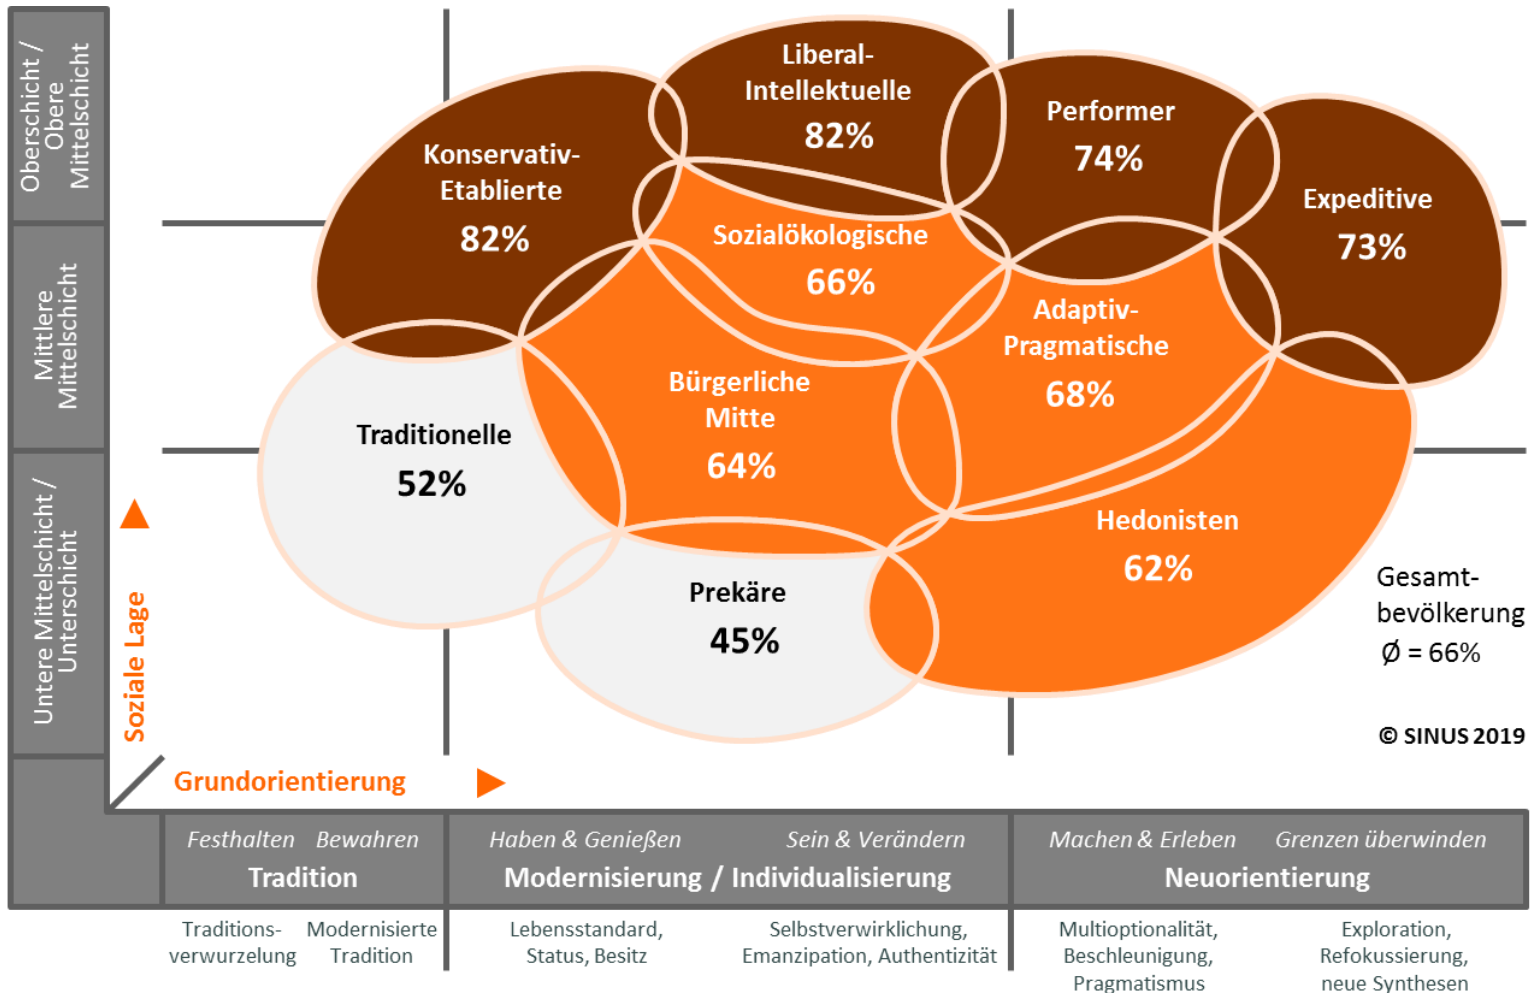 Oberschicht /
Obere
Mittelschicht
Mittlere
Mittelschicht
Untere Mittelschicht /
Unterschicht
Soziale Lage
Konservativ-
Etablierte
82%
Liberal-
Intellektuelle
82%
Performer
74%
Expeditive
73%
Sozialökologische
66%
Adaptiv-
Pragmatische
68%
Bürgerliche
Mitte
64%
Traditionelle
52%
Hedonisten
62%
Prekäre
45%
Gesamt-
bevölkerung
Ø = 66%
© SINUS 2019
Grundorientierung
Festhalten Bewahren
Tradition
Haben & Genießen Sein & Verändern
Modernisierung / Individualisierung
Machen & Erleben Grenzen überwinden
Neuorientierung
Traditions-
verwurzelung
Modernisierte
Tradition
Lebensstandard,
Status, Besitz
Selbstverwirklichung,
Emanzipation, Authentizität
Multioptionalität,
Beschleunigung,
Pragmatismus
Exploration,
Refokussierung,
neue Synthesen